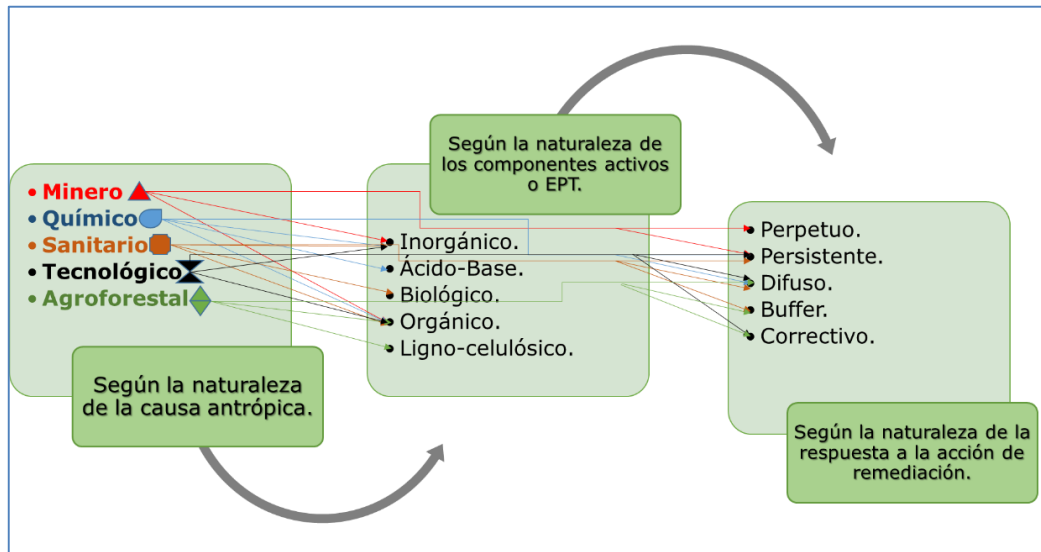 • Minero
• Químico
• Sanitario
• Tecnológico
• Agroforestal
Según la naturaleza
de la causa antrópica.
Según la naturaleza de
los componentes activos
o EPT.
• Inorgánico.
• Ácido-Base.
• Biológico.
• Orgánico.
• Ligno-celulósico.
• Perpetuo.
• Persistente.
• Difuso.
• Buffer.
• Correctivo.
Según la naturaleza de la
respuesta a la acción de
remediación.